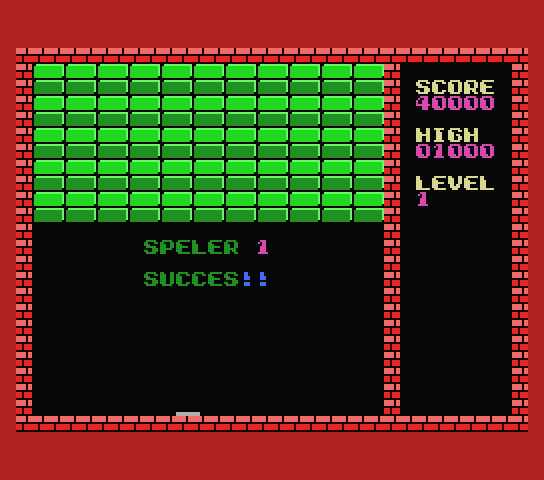 SCORE
40000
HIGH
01000
LEVEL
1
SPELER 1
SUCCES!!